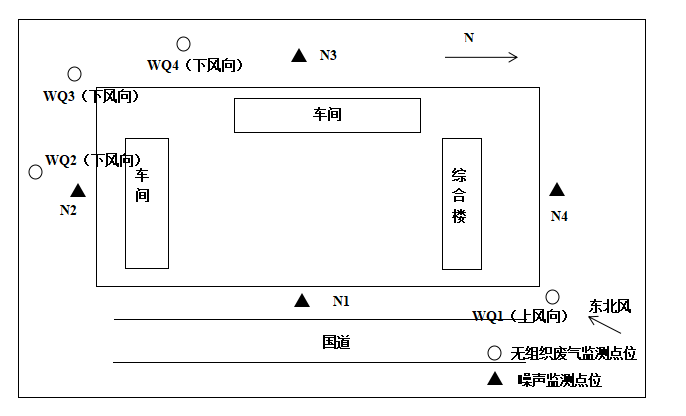 N
N3
WQ4（下风向）
WQ3（下风向）
车间
WQ2（下风向）
车间
综合楼
N2
N4
N1
WQ1（上风向）
东北风
国道
无组织废气监测点位
噪声监测点位